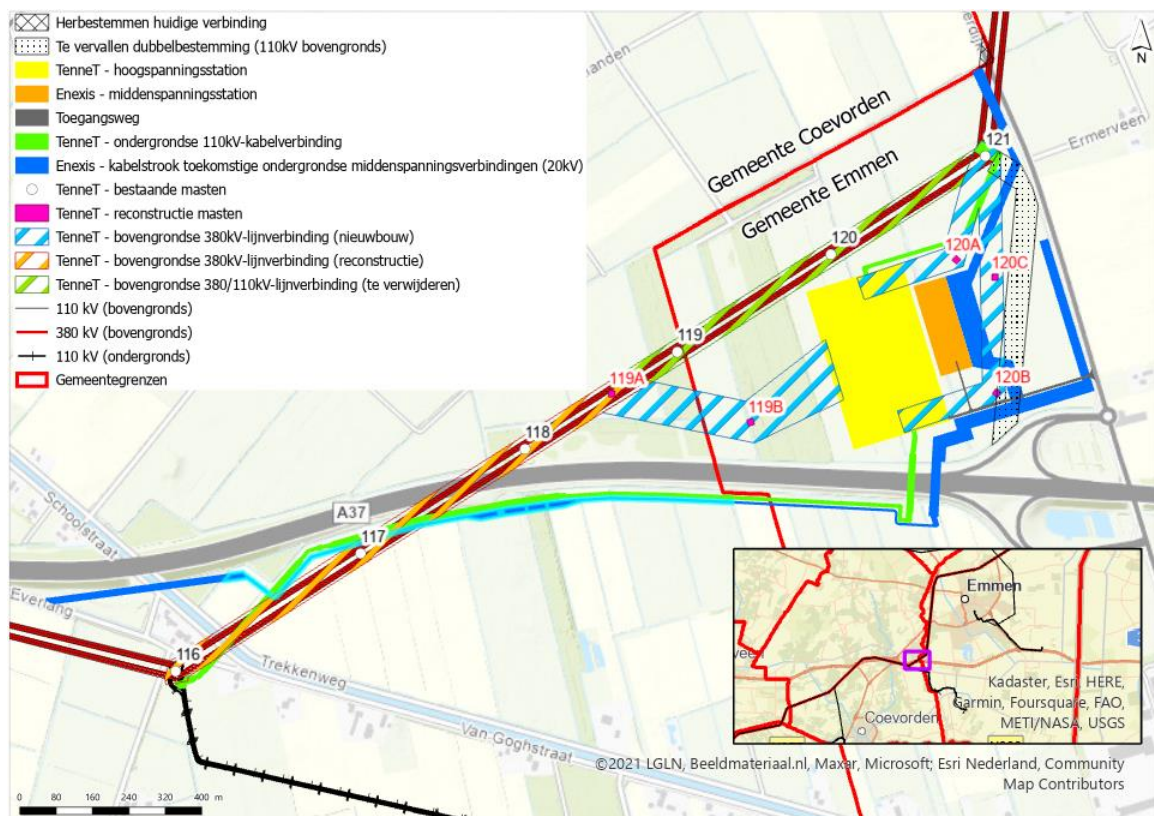 Herbestemmen huidige verbinding
Te vervallen dubbelbestemming (110kV bovengronds)
TenneT - hoogspanningsstation
Enexis - middenspanningsstation
Toegangsweg
TenneT - ondergrondse 110kV-kabelverbinding
Enexis - kabelstrook toekomstige ondergrondse middenspanningsverbindingen (20kV)
TenneT - bestaande masten
TenneT - reconstructie masten
TenneT - bovengrondse 380kV-lijnverbinding (nieuwbouw)
TenneT - bovengrondse 380kV-lijnverbinding (reconstructie)
TenneT - bovengrondse 380/110kV-lijnverbinding (te verwijderen)
110 kV (bovengronds)
380 kV (bovengronds)
110 kV (ondergronds)
Gemeentegrenzen
N
Gemeente Coevorden
Gemeente Emmen
Ermerveen
121
120
120A
120C
119
119A
119B
120B
118
A37
117
Schoolstraat
Everlang
116
Trekkenweg
Van Goghstraat
Emmen
Coevorden
Kadaster, Esri, HERE,
Garmin, Foursquare, FAO,
METI/NASA, USGS
©2021 LGLN, Beeldmateriaal.nl, Maxar, Microsoft; Esri Nederland, Community
Map Contributors
0 80 160 240 320 400 m